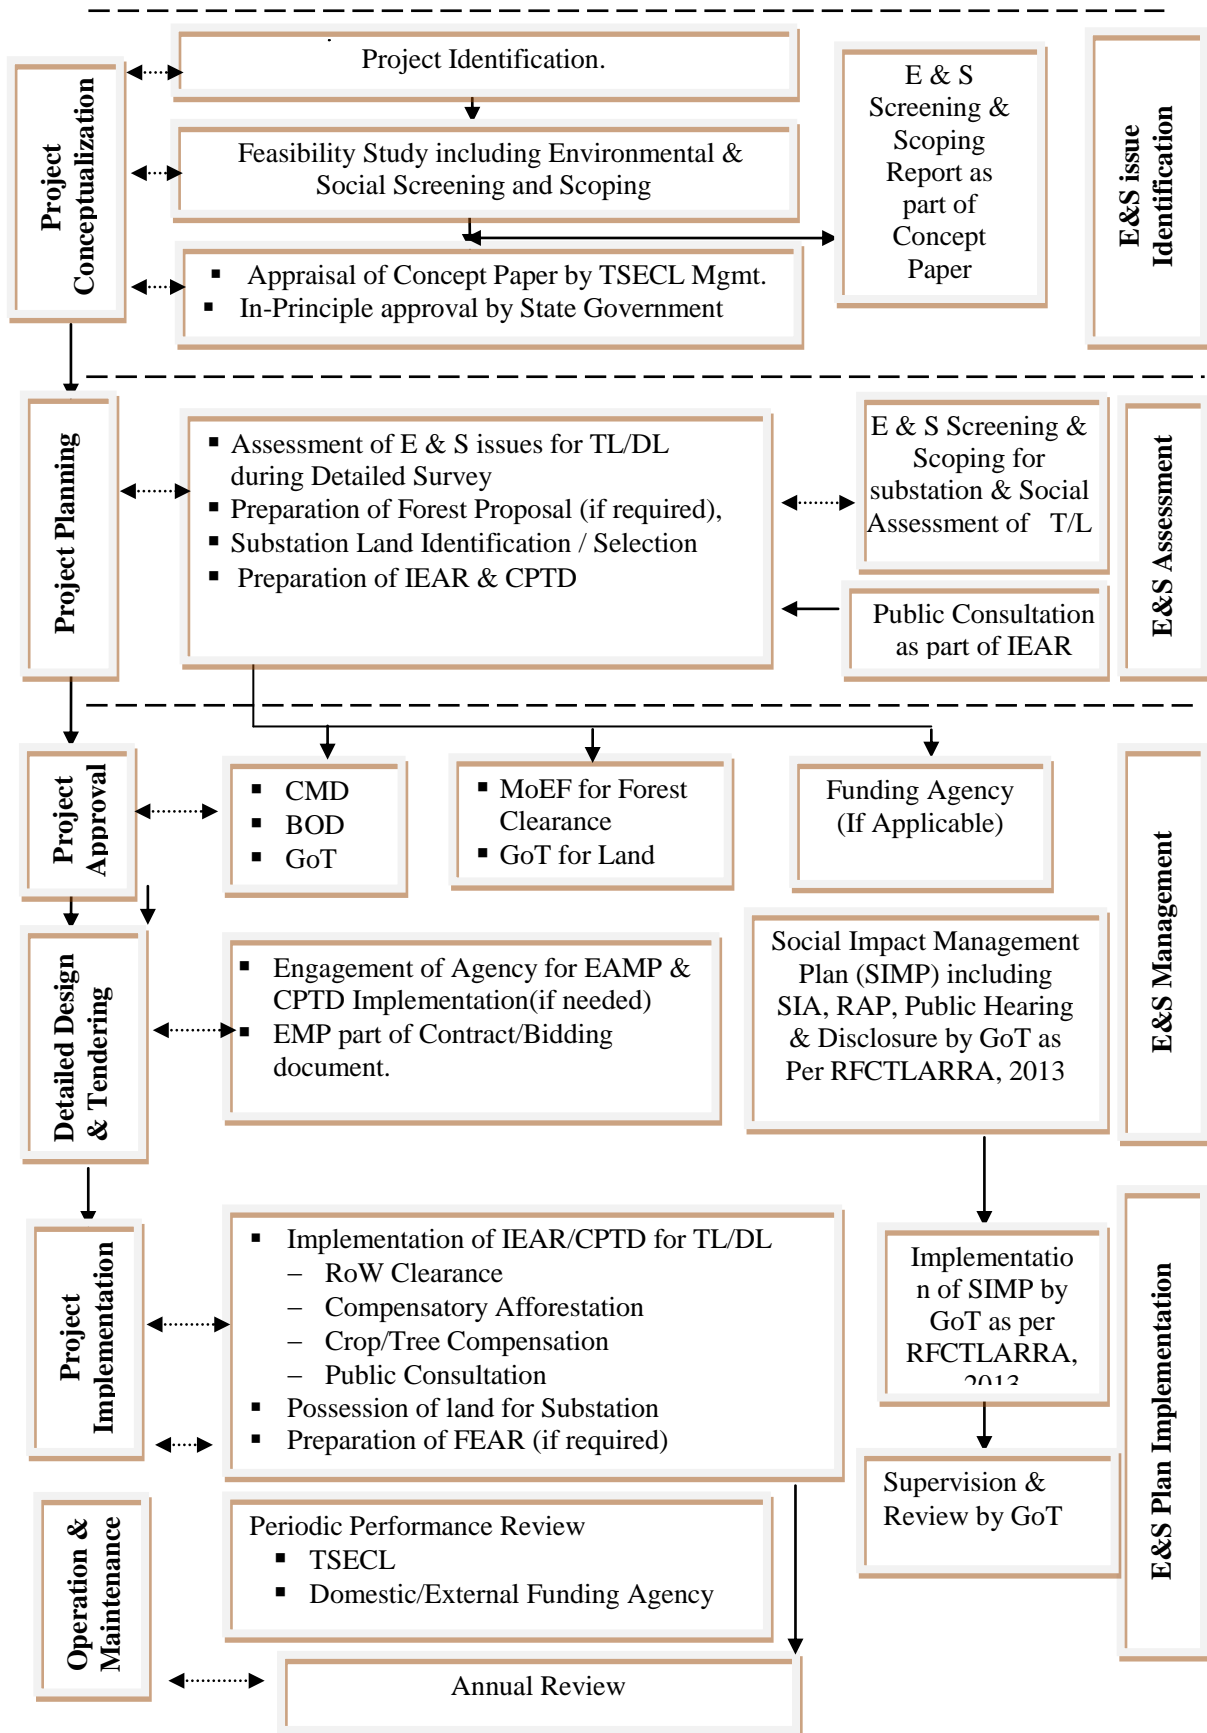 Project Identification.
E & S
Screening &
Scoping
Report as
part of
Concept
Paper
Project
Conceptualization
E&S issue
Identification
Feasibility Study including Environmental &
Social Screening and Scoping
▪ Appraisal of Concept Paper by TSECL Mgmt.
▪ In-Principle approval by State Government
Project Planning
▪ Assessment of E & S issues for TL/DL
during Detailed Survey
▪ Preparation of Forest Proposal (if required),
▪ Substation Land Identification / Selection
▪ Preparation of IEAR & CPTD
E & S Screening &
Scoping for
substation & Social
Assessment of T/L
Public Consultation
as part of IEAR
E&S Assessment
Project
Approval
▪ CMD
▪ BOD
▪ GoT
▪ MoEF for Forest
Clearance
▪ GoT for Land
Funding Agency
(If Applicable)
E&S Management
Detailed Design
& Tendering
▪ Engagement of Agency for EAMP &
CPTD Implementation(if needed)
▪ EMP part of Contract/Bidding
document.
Social Impact Management
Plan (SIMP) including
SIA, RAP, Public Hearing
& Disclosure by GoT as
Per RFCTLARRA, 2013
Project
Implementation
▪ Implementation of IEAR/CPTD for TL/DL
– RoW Clearance
– Compensatory Afforestation
– Crop/Tree Compensation
– Public Consultation
▪ Possession of land for Substation
▪ Preparation of FEAR (if required)
Implementatio
n of SIMP by
GoT as per
RFCTLARRA,
2013
Supervision &
Review by GoT
E&S Plan Implementation
Operation &
Maintenance
Periodic Performance Review
▪ TSECL
▪ Domestic/External Funding Agency
Annual Review